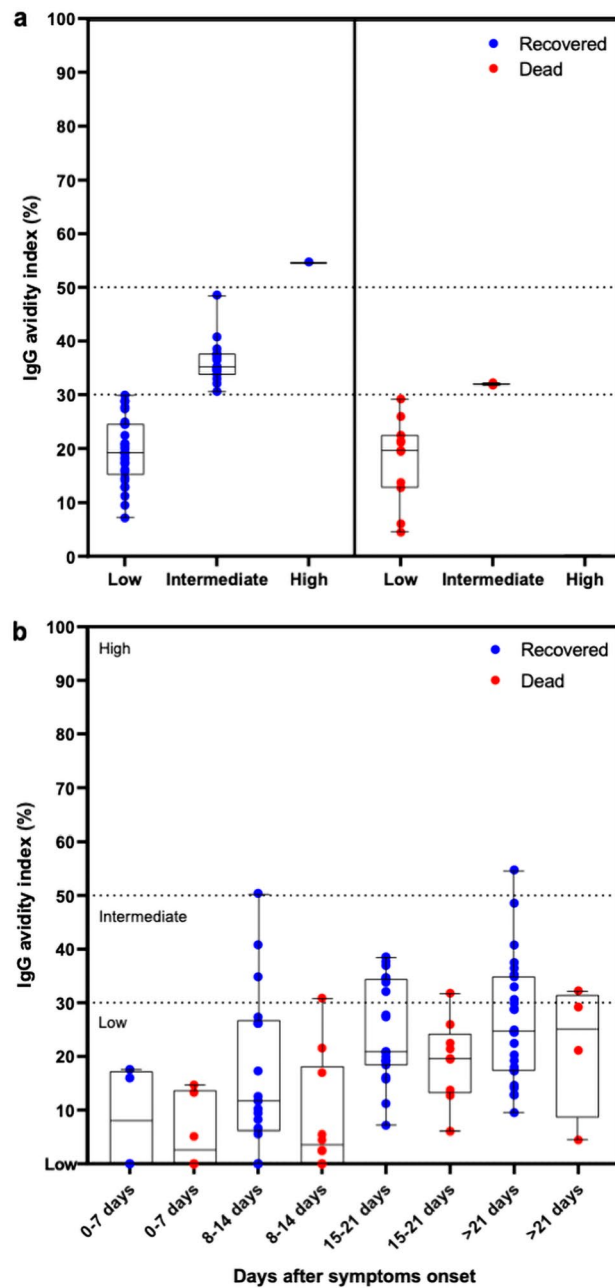 a
Recovered
Dead
IgG avidity index (%)
100
90
80
70
60
50
40
30
20
10
0
Low Intermediate High Low Intermediate High
b
High
Recovered
Dead
IgG avidity index (%)
100
90
80
70
60
50
Intermediate
40
30
Low
20
10
Low
0-7 days 0-7 days 8-14 days 8-14 days 15-21 days 15-21 days >21 days >21 days
Days after symptoms onset